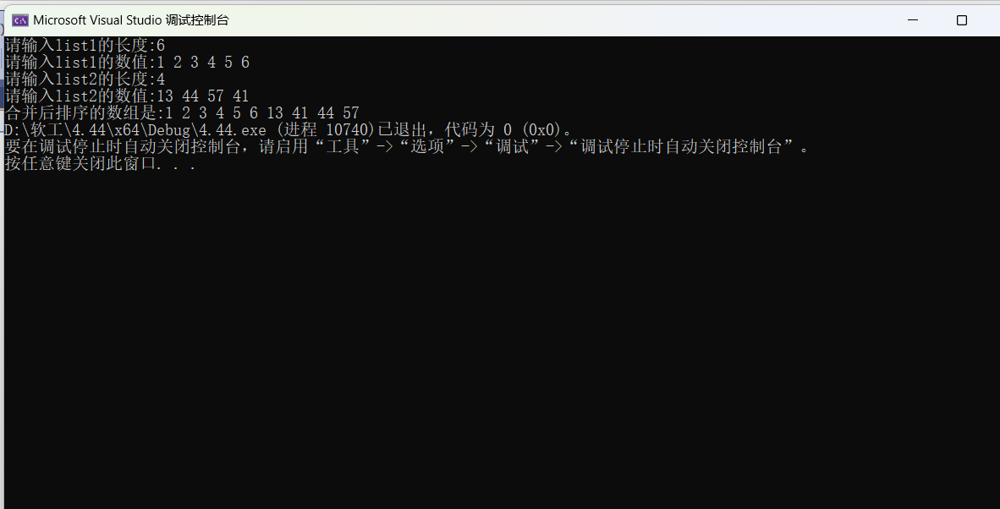 Microsoft Visual Studio 调试控制台
请输入list1的长度:6
请输入list1的数值:1 2 3 4 5 6
请输入list2的长度:4
请输入list2的数值:13 44 57 41
合并后排序的数组是:1 2 3 4 5 6 13 41 44 57
D:\软工\4.44\x64\Debug\4.44.exe (进程 10740)已退出，代码为 0 (0x0)。
要在调试停止时自动关闭控制台，请启用“工具”->“选项”->“调试”->“调试停止时自动关闭控制台”。
按任意键关闭此窗口. . .